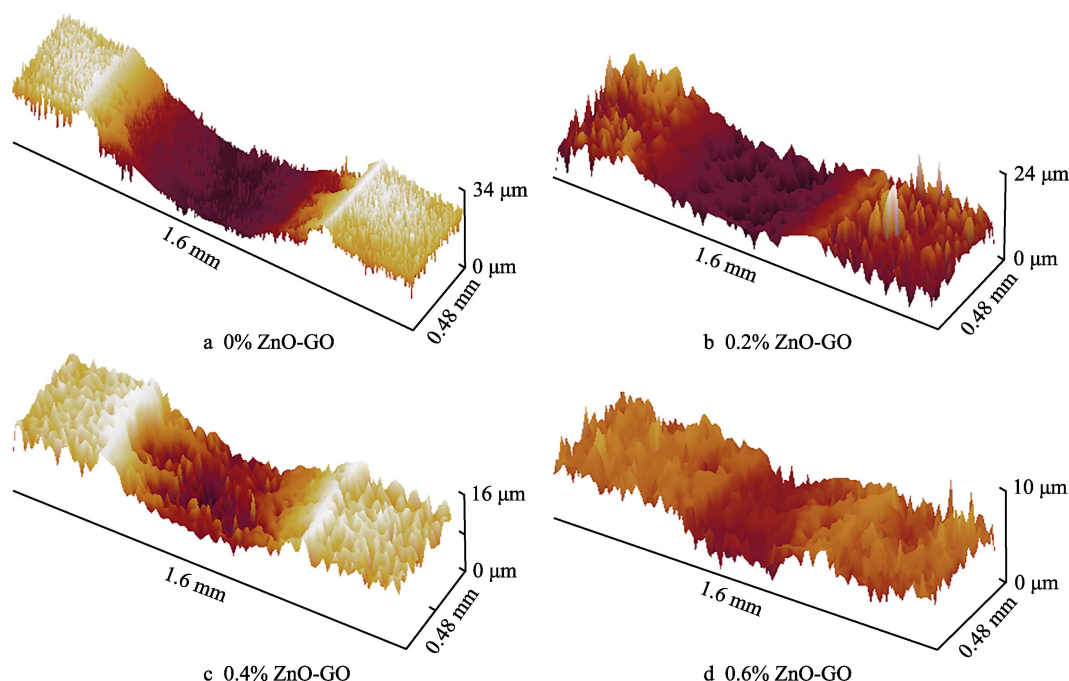 34 μm
0 μm
1.6 mm
0.48 mm
a 0% ZnO-GO
24 μm
0 μm
1.6 mm
0.48 mm
b 0.2% ZnO-GO
16 μm
0 μm
1.6 mm
0.48 mm
c 0.4% ZnO-GO
10 μm
0 μm
1.6 mm
0.48 mm
d 0.6% ZnO-GO